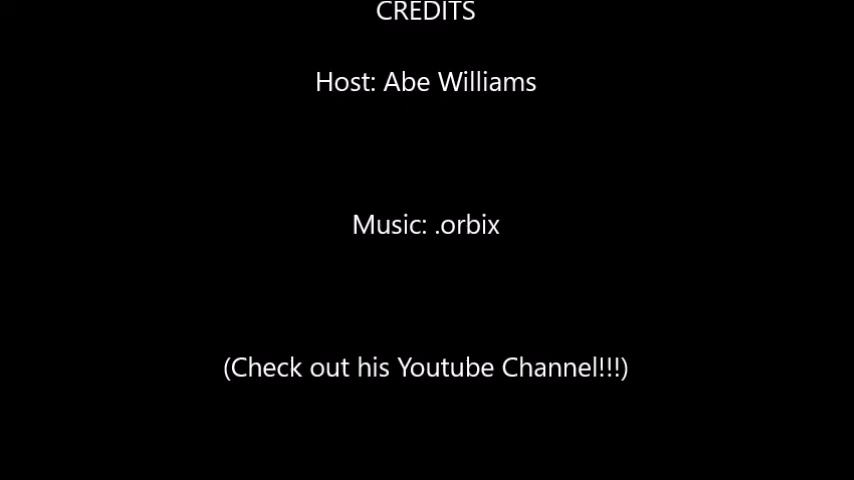 CREDITS
Host: Abe Williams
Music: .orbix
(Check out his Youtube Channel!!!)